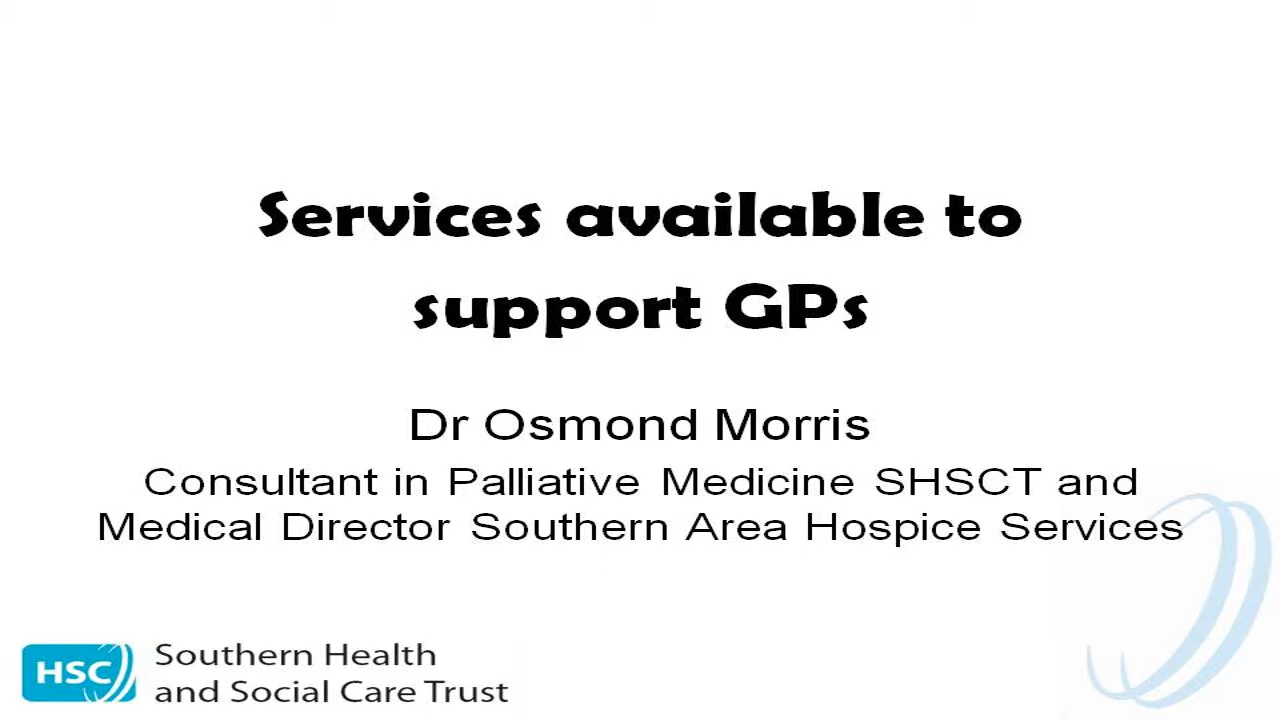 Services available to
support GPs
Dr Osmond Morris
Consultant in Palliative Medicine SHSCT and
Medical Director Southern Area Hospice Services
HSC
Southern Health
and Social Care Trust